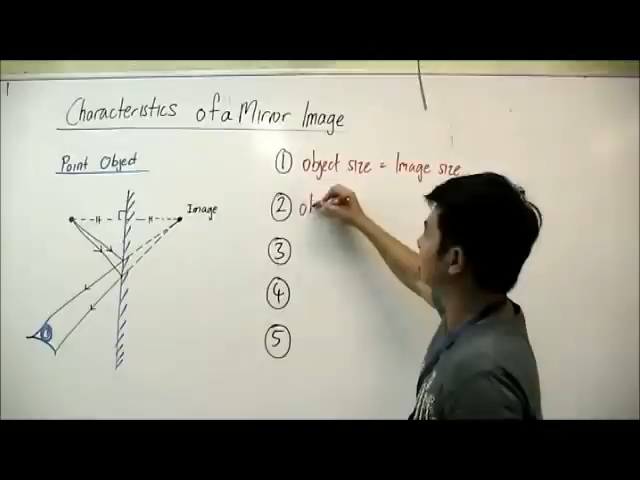 Characteristics of a Mirror Image
Point Object
Image
① object size = Image size
② ob
③
④
⑤